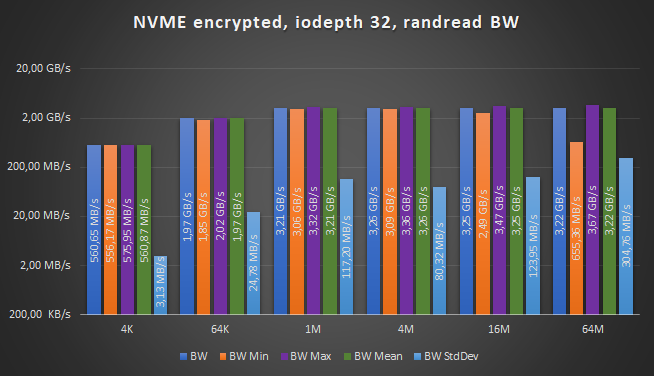 NVME encrypted, iodepth 32, randread BW
20,00 GB/s
2,00 GB/s
200,00 MB/s
20,00 MB/s
2,00 MB/s
200,00 KB/s
560,65 MB/s
556,17 MB/s
575,95 MB/s
560,87 MB/s
3,13 MB/s
1,97 GB/s
1,85 GB/s
2,02 GB/s
1,97 GB/s
24,78 MB/s
3,21 GB/s
3,06 GB/s
3,32 GB/s
3,21 GB/s
117,20 MB/s
3,26 GB/s
3,09 GB/s
3,36 GB/s
3,26 GB/s
80,32 MB/s
3,25 GB/s
2,49 GB/s
3,47 GB/s
3,25 GB/s
123,95 MB/s
3,22 GB/s
655,36 MB/s
3,67 GB/s
3,22 GB/s
304,76 MB/s
4K 64K 1M 4M 16M 64M
BW BW Min BW Max BW Mean BW StdDev